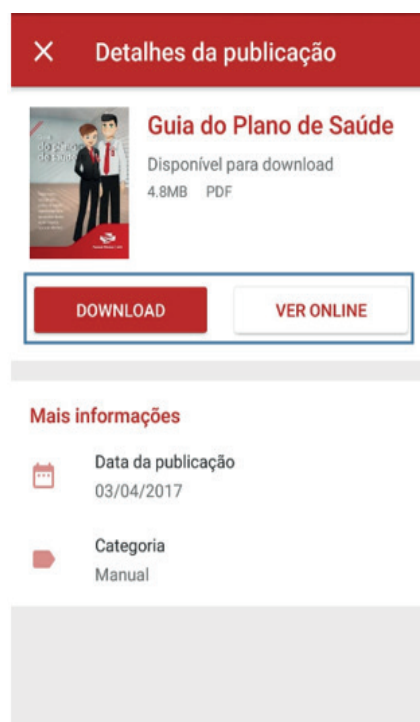 Detalhes da publicação
Guia do Plano de Saúde
Disponível para download
4.8MB PDF
DOWNLOAD
VER ONLINE
Mais informações
Data da publicação
03/04/2017
Categoria
Manual